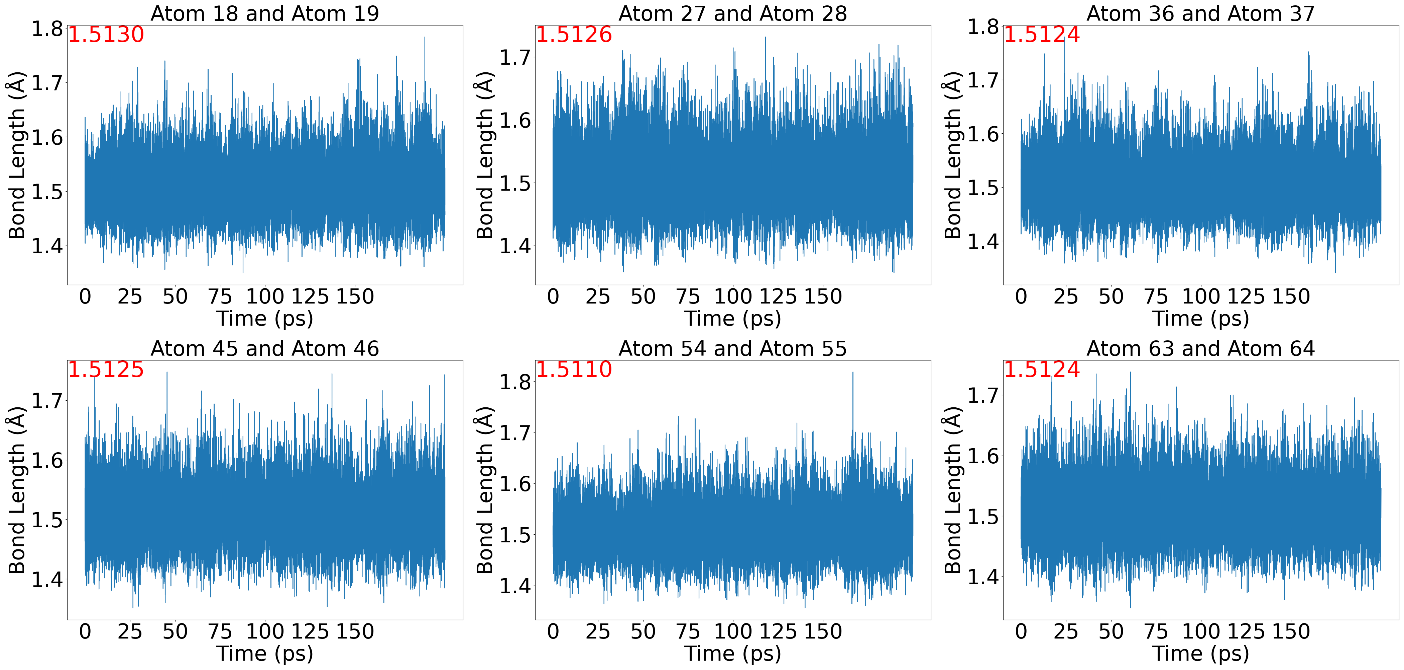 Atom 18 and Atom 19
1.5130
Bond Length (Å)
1.8
1.7
1.6
1.5
1.4
0 25 50 75 100 125 150
Time (ps)
Atom 27 and Atom 28
1.5126
Bond Length (Å)
1.7
1.6
1.5
1.4
0 25 50 75 100 125 150
Time (ps)
Atom 36 and Atom 37
1.5124
Bond Length (Å)
1.8
1.7
1.6
1.5
1.4
0 25 50 75 100 125 150
Time (ps)
Atom 45 and Atom 46
1.5125
Bond Length (Å)
1.7
1.6
1.5
1.4
0 25 50 75 100 125 150
Time (ps)
Atom 54 and Atom 55
1.5110
Bond Length (Å)
1.8
1.7
1.6
1.5
1.4
0 25 50 75 100 125 150
Time (ps)
Atom 63 and Atom 64
1.5124
Bond Length (Å)
1.7
1.6
1.5
1.4
0 25 50 75 100 125 150
Time (ps)